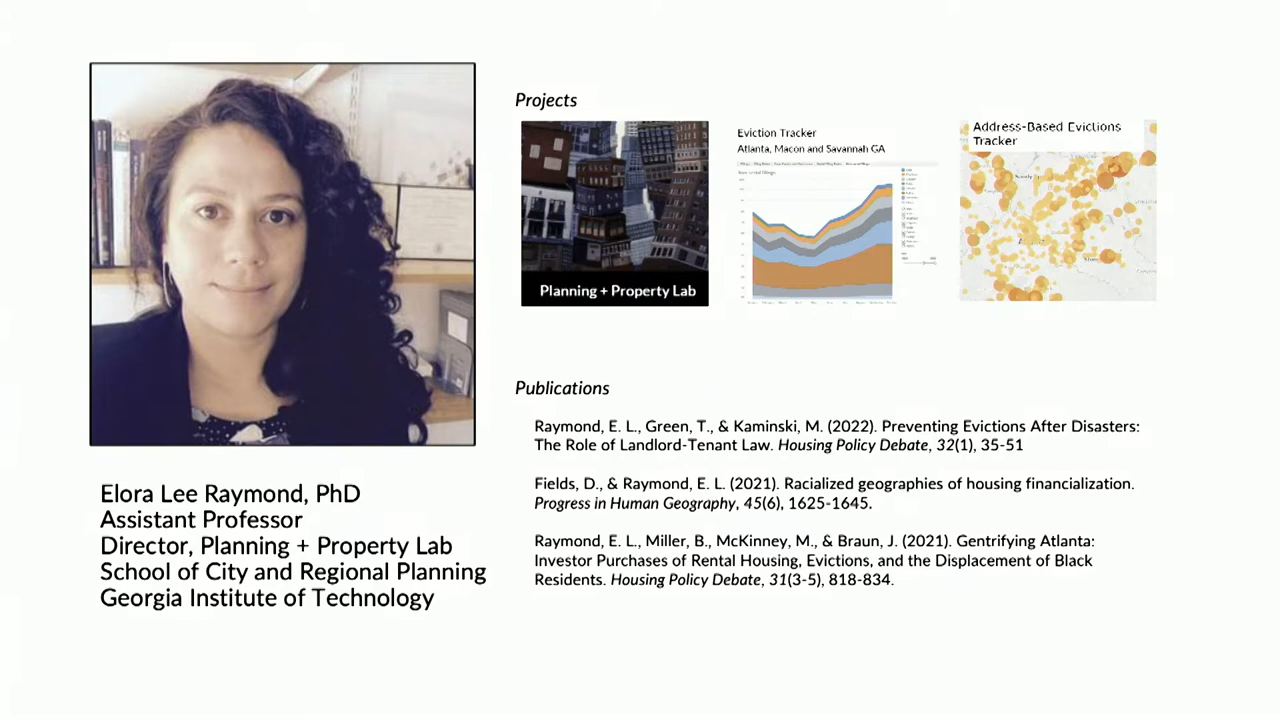 Projects
Planning + Property Lab
Eviction Tracker
Atlanta, Macon and Savannah GA
Address-Based Evictions
Tracker
Publications
Raymond, E. L., Green, T., & Kaminski, M. (2022). Preventing Evictions After Disasters:
The Role of Landlord-Tenant Law. Housing Policy Debate, 32(1), 35-51
Fields, D., & Raymond, E. L. (2021). Racialized geographies of housing financialization.
Progress in Human Geography, 45(6), 1625-1645.
Raymond, E. L., Miller, B., McKinney, M., & Braun, J. (2021). Gentrifying Atlanta:
Investor Purchases of Rental Housing, Evictions, and the Displacement of Black
Residents. Housing Policy Debate, 31(3-5), 818-834.
Elora Lee Raymond, PhD
Assistant Professor
Director, Planning + Property Lab
School of City and Regional Planning
Georgia Institute of Technology